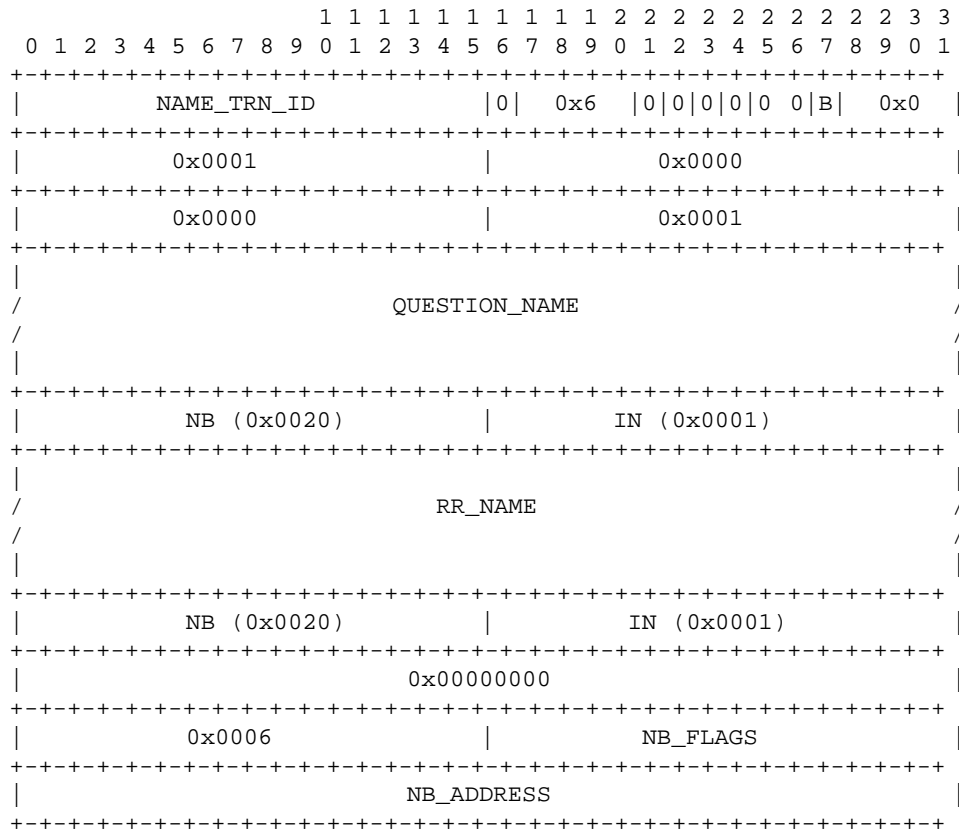 1 1 1 1 1 1 1 1 1 1 2 2 2 2 2 2 2 2 2 2 3 3
 0 1 2 3 4 5 6 7 8 9 0 1 2 3 4 5 6 7 8 9 0 1 2 3 4 5 6 7 8 9 0 1
+-+-+-+-+-+-+-+-+-+-+-+-+-+-+-+-+-+-+-+-+-+-+-+-+-+-+-+-+-+-+-+-+
|         NAME_TRN_ID           |0|  0x6  |0|0|0|0|0 0|B|  0x0  |
+-+-+-+-+-+-+-+-+-+-+-+-+-+-+-+-+-+-+-+-+-+-+-+-+-+-+-+-+-+-+-+-+
|          0x0001               |           0x0000              |
+-+-+-+-+-+-+-+-+-+-+-+-+-+-+-+-+-+-+-+-+-+-+-+-+-+-+-+-+-+-+-+-+
|          0x0000               |           0x0001              |
+-+-+-+-+-+-+-+-+-+-+-+-+-+-+-+-+-+-+-+-+-+-+-+-+-+-+-+-+-+-+-+-+
|                                                               |
/                         QUESTION_NAME                         /
/                                                               /
|                                                               |
+-+-+-+-+-+-+-+-+-+-+-+-+-+-+-+-+-+-+-+-+-+-+-+-+-+-+-+-+-+-+-+-+
|           NB (0x0020)         |        IN (0x0001)            |
+-+-+-+-+-+-+-+-+-+-+-+-+-+-+-+-+-+-+-+-+-+-+-+-+-+-+-+-+-+-+-+-+
|                                                               |
/                            RR_NAME                            /
/                                                               /
|                                                               |
+-+-+-+-+-+-+-+-+-+-+-+-+-+-+-+-+-+-+-+-+-+-+-+-+-+-+-+-+-+-+-+-+
|           NB (0x0020)         |         IN (0x0001)           |
+-+-+-+-+-+-+-+-+-+-+-+-+-+-+-+-+-+-+-+-+-+-+-+-+-+-+-+-+-+-+-+-+
|                          0x00000000                           |
+-+-+-+-+-+-+-+-+-+-+-+-+-+-+-+-+-+-+-+-+-+-+-+-+-+-+-+-+-+-+-+-+
|           0x0006              |          NB_FLAGS             |
+-+-+-+-+-+-+-+-+-+-+-+-+-+-+-+-+-+-+-+-+-+-+-+-+-+-+-+-+-+-+-+-+
|                          NB_ADDRESS                           |
+-+-+-+-+-+-+-+-+-+-+-+-+-+-+-+-+-+-+-+-+-+-+-+-+-+-+-+-+-+-+-+-+